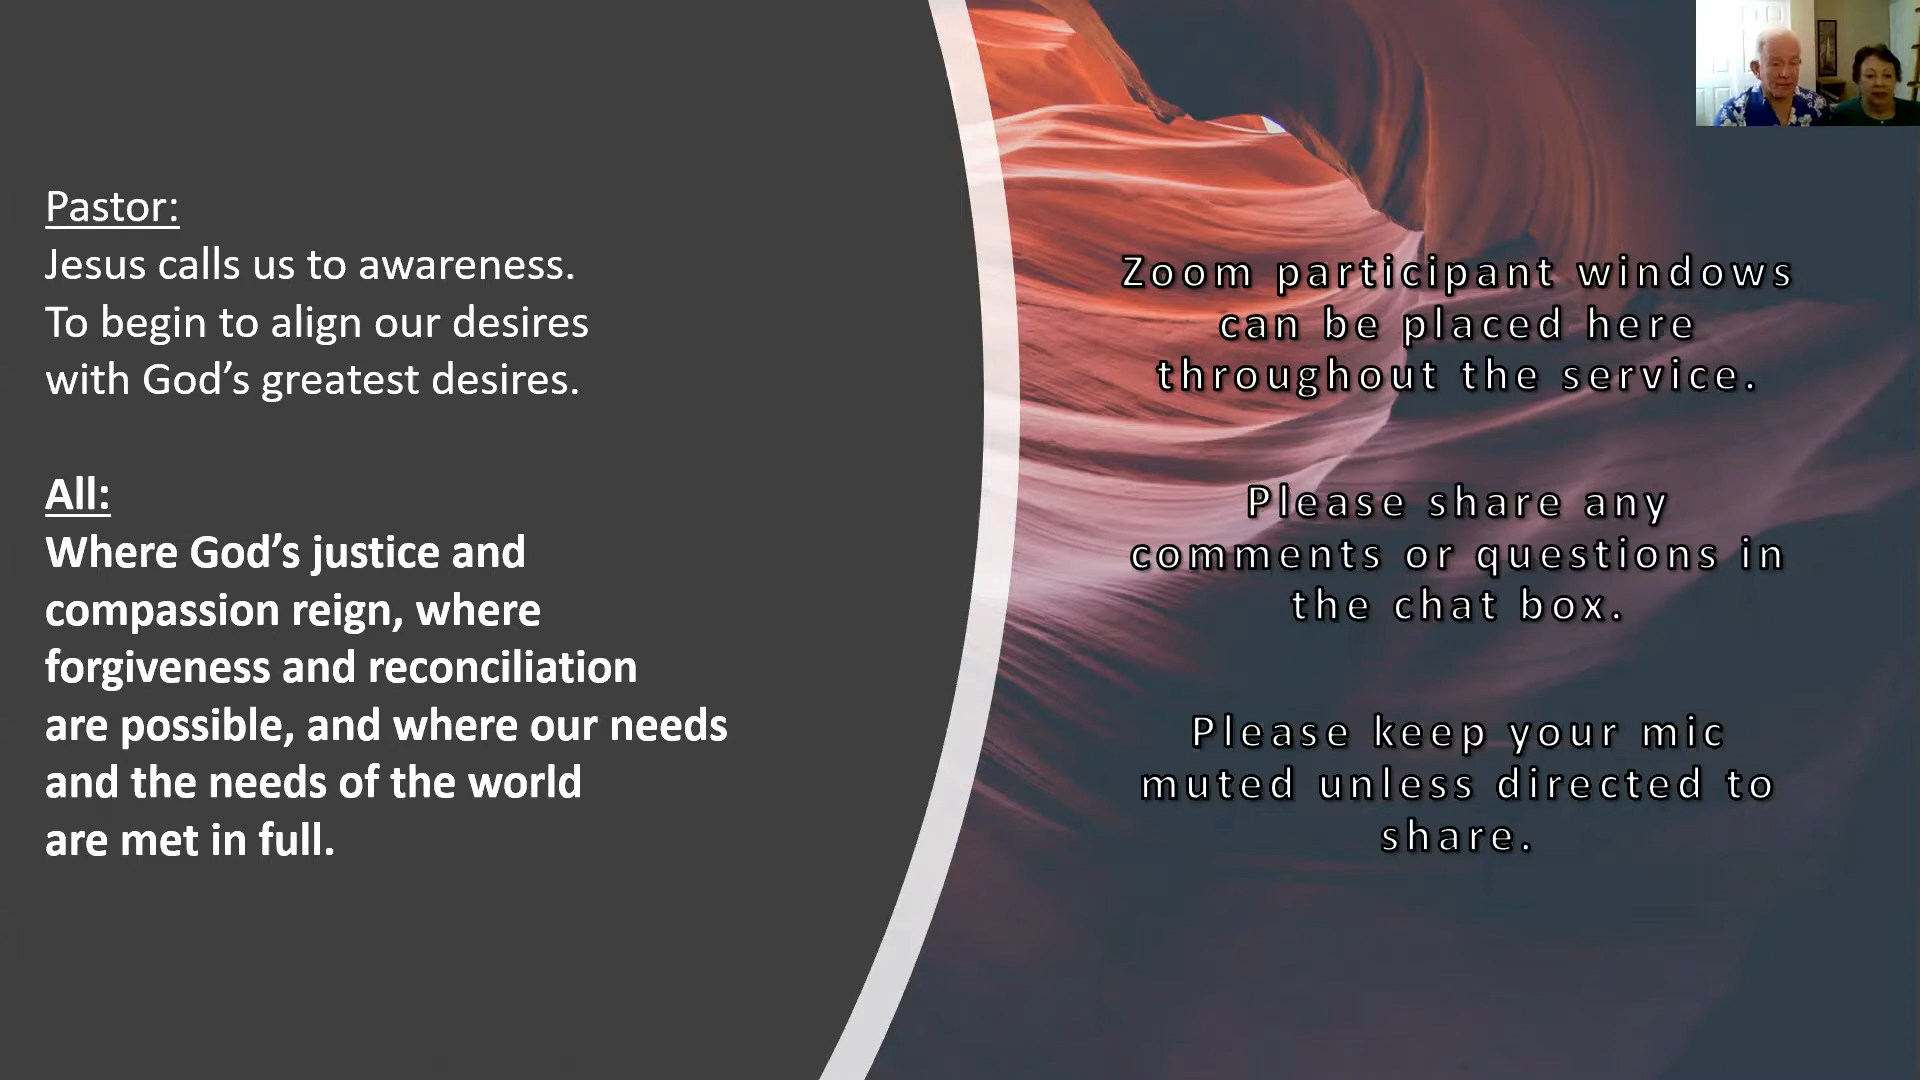 Pastor:
Jesus calls us to awareness.
To begin to align our desires
with God’s greatest desires.
All:
Where God’s justice and
compassion reign, where
forgiveness and reconciliation
are possible, and where our needs
and the needs of the world
are met in full.
Zoom participant windows
can be placed here
throughout the service.
Please share any
comments or questions in
the chat box.
Please keep your mic
muted unless directed to
share.